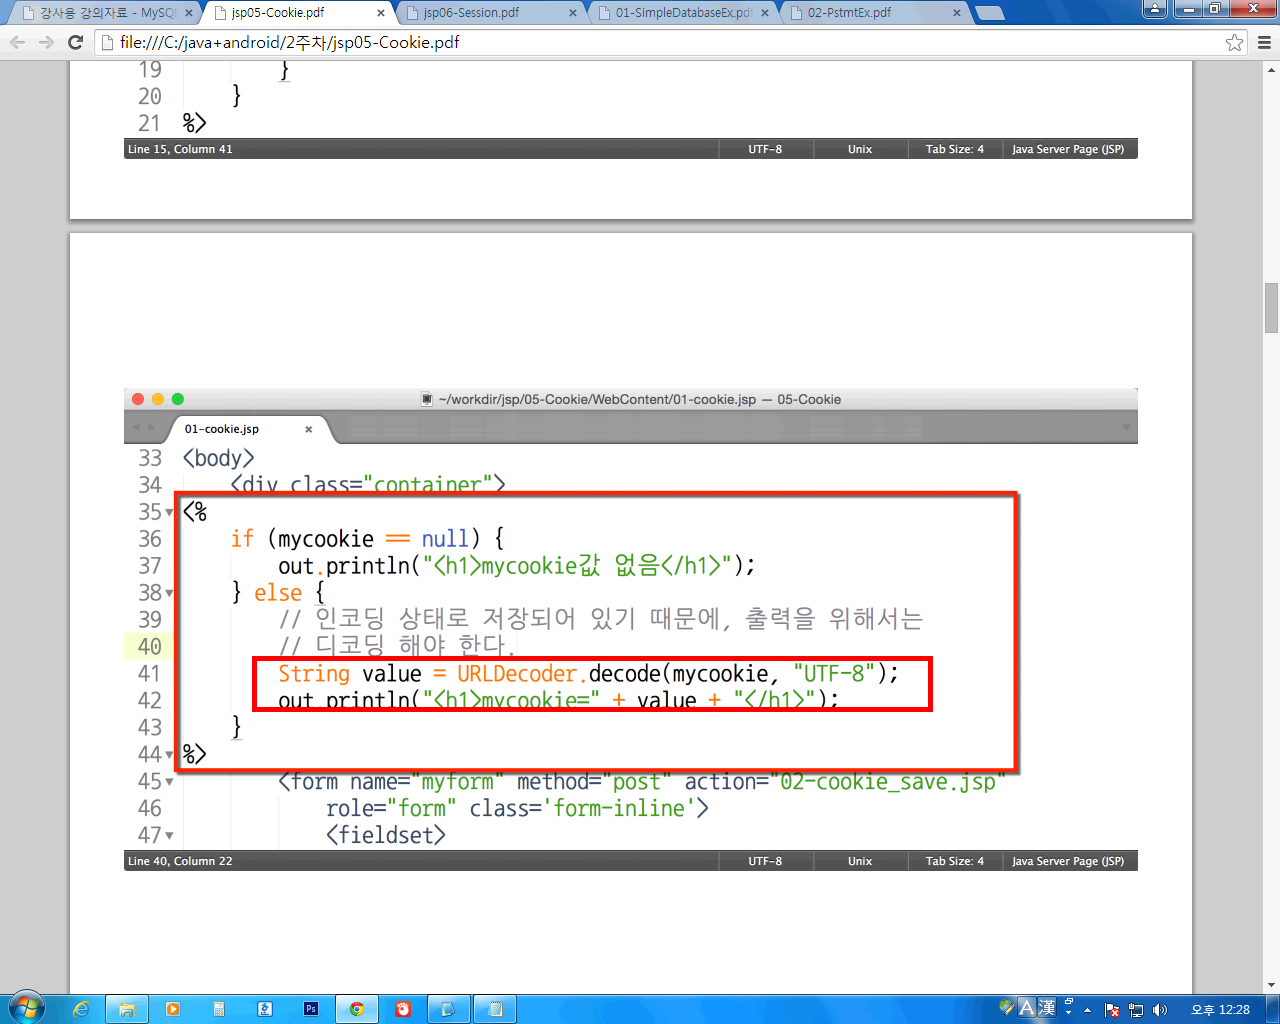 강사용 강의자료 - MySQL
jsp05-Cookie.pdf
jsp06-Session.pdf
01-SimpleDatabaseEx.pdf
02-PstmtEx.pdf
file:///C:/java+android/2주차/jsp05-Cookie.pdf
19 }
20 }
21 %>
Line 15, Column 41 UTF-8 Unix Tab Size: 4 Java Server Page (JSP)
~/workdir/jsp/05-Cookie/WebContent/01-cookie.jsp — 05-Cookie
01-cookie.jsp
33 <body>
34 <div class="container">
35 <%
36 if (mycookie == null) {
37 out.println("<h1>mycookie값 없음</h1>");
38 } else {
39 // 인코딩 상태로 저장되어 있기 때문에, 출력을 위해서는
40 // 디코딩 해야 한다.
41 String value = URLDecoder.decode(mycookie, "UTF-8");
42 out.println("<h1>mycookie=" + value + "</h1>");
43 }
44 %>
45 <form name="myform" method="post" action="02-cookie_save.jsp"
46 role="form" class='form-inline'>
47 <fieldset>
Line 40, Column 22 UTF-8 Unix Tab Size: 4 Java Server Page (JSP)
Ps
A 漢
오후 12:28